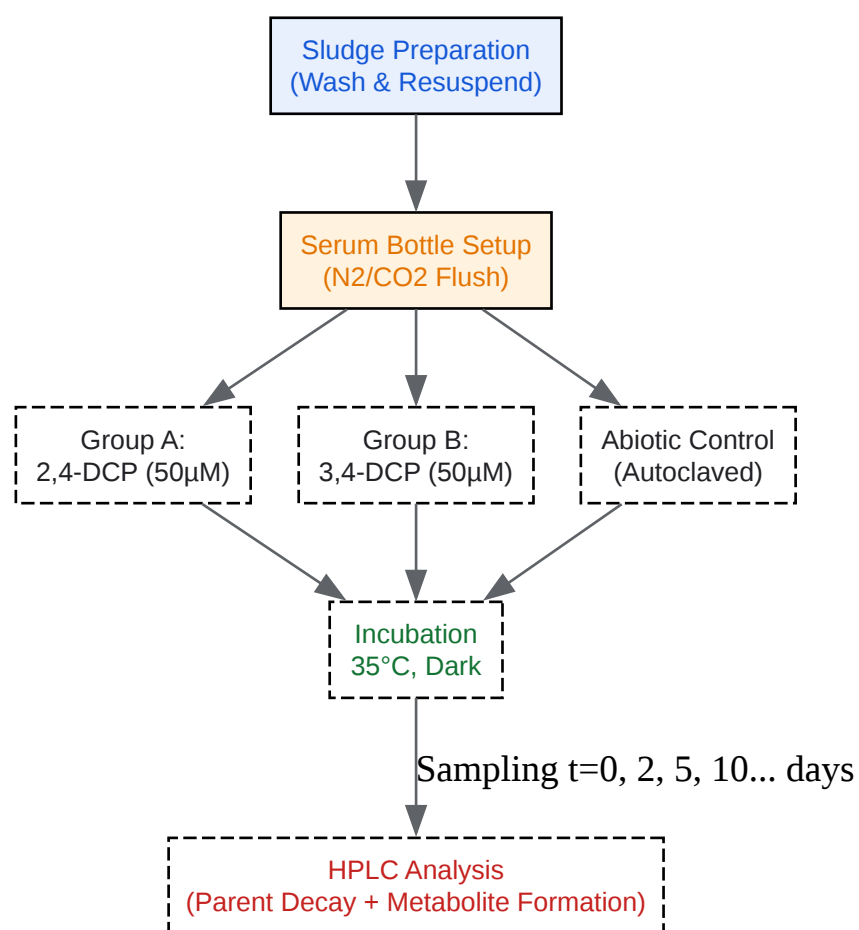 Sludge Preparation
(Wash & Resuspend)
Serum Bottle Setup
(N2/CO2 Flush)
Group A:
2,4-DCP (50µM)
Group B:
3,4-DCP (50µM)
Abiotic Control
(Autoclaved)
Incubation
35°C, Dark
Sampling t=0, 2, 5, 10... days
HPLC Analysis
(Parent Decay + Metabolite Formation)